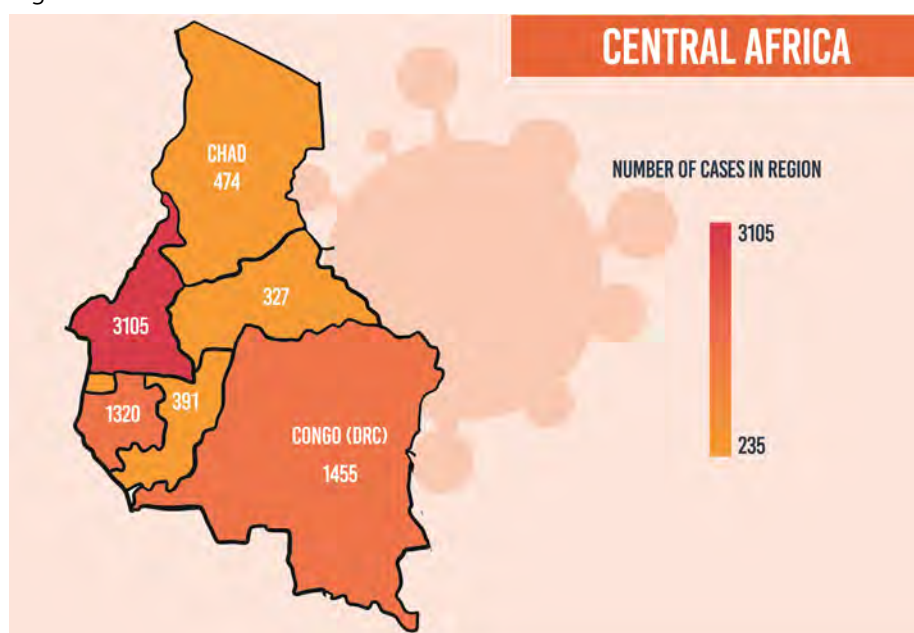 CENTRAL AFRICA
NUMBER OF CASES IN REGION
3105
235
CHAD
474
327
3105
391
1320
CONGO (DRC)
1455